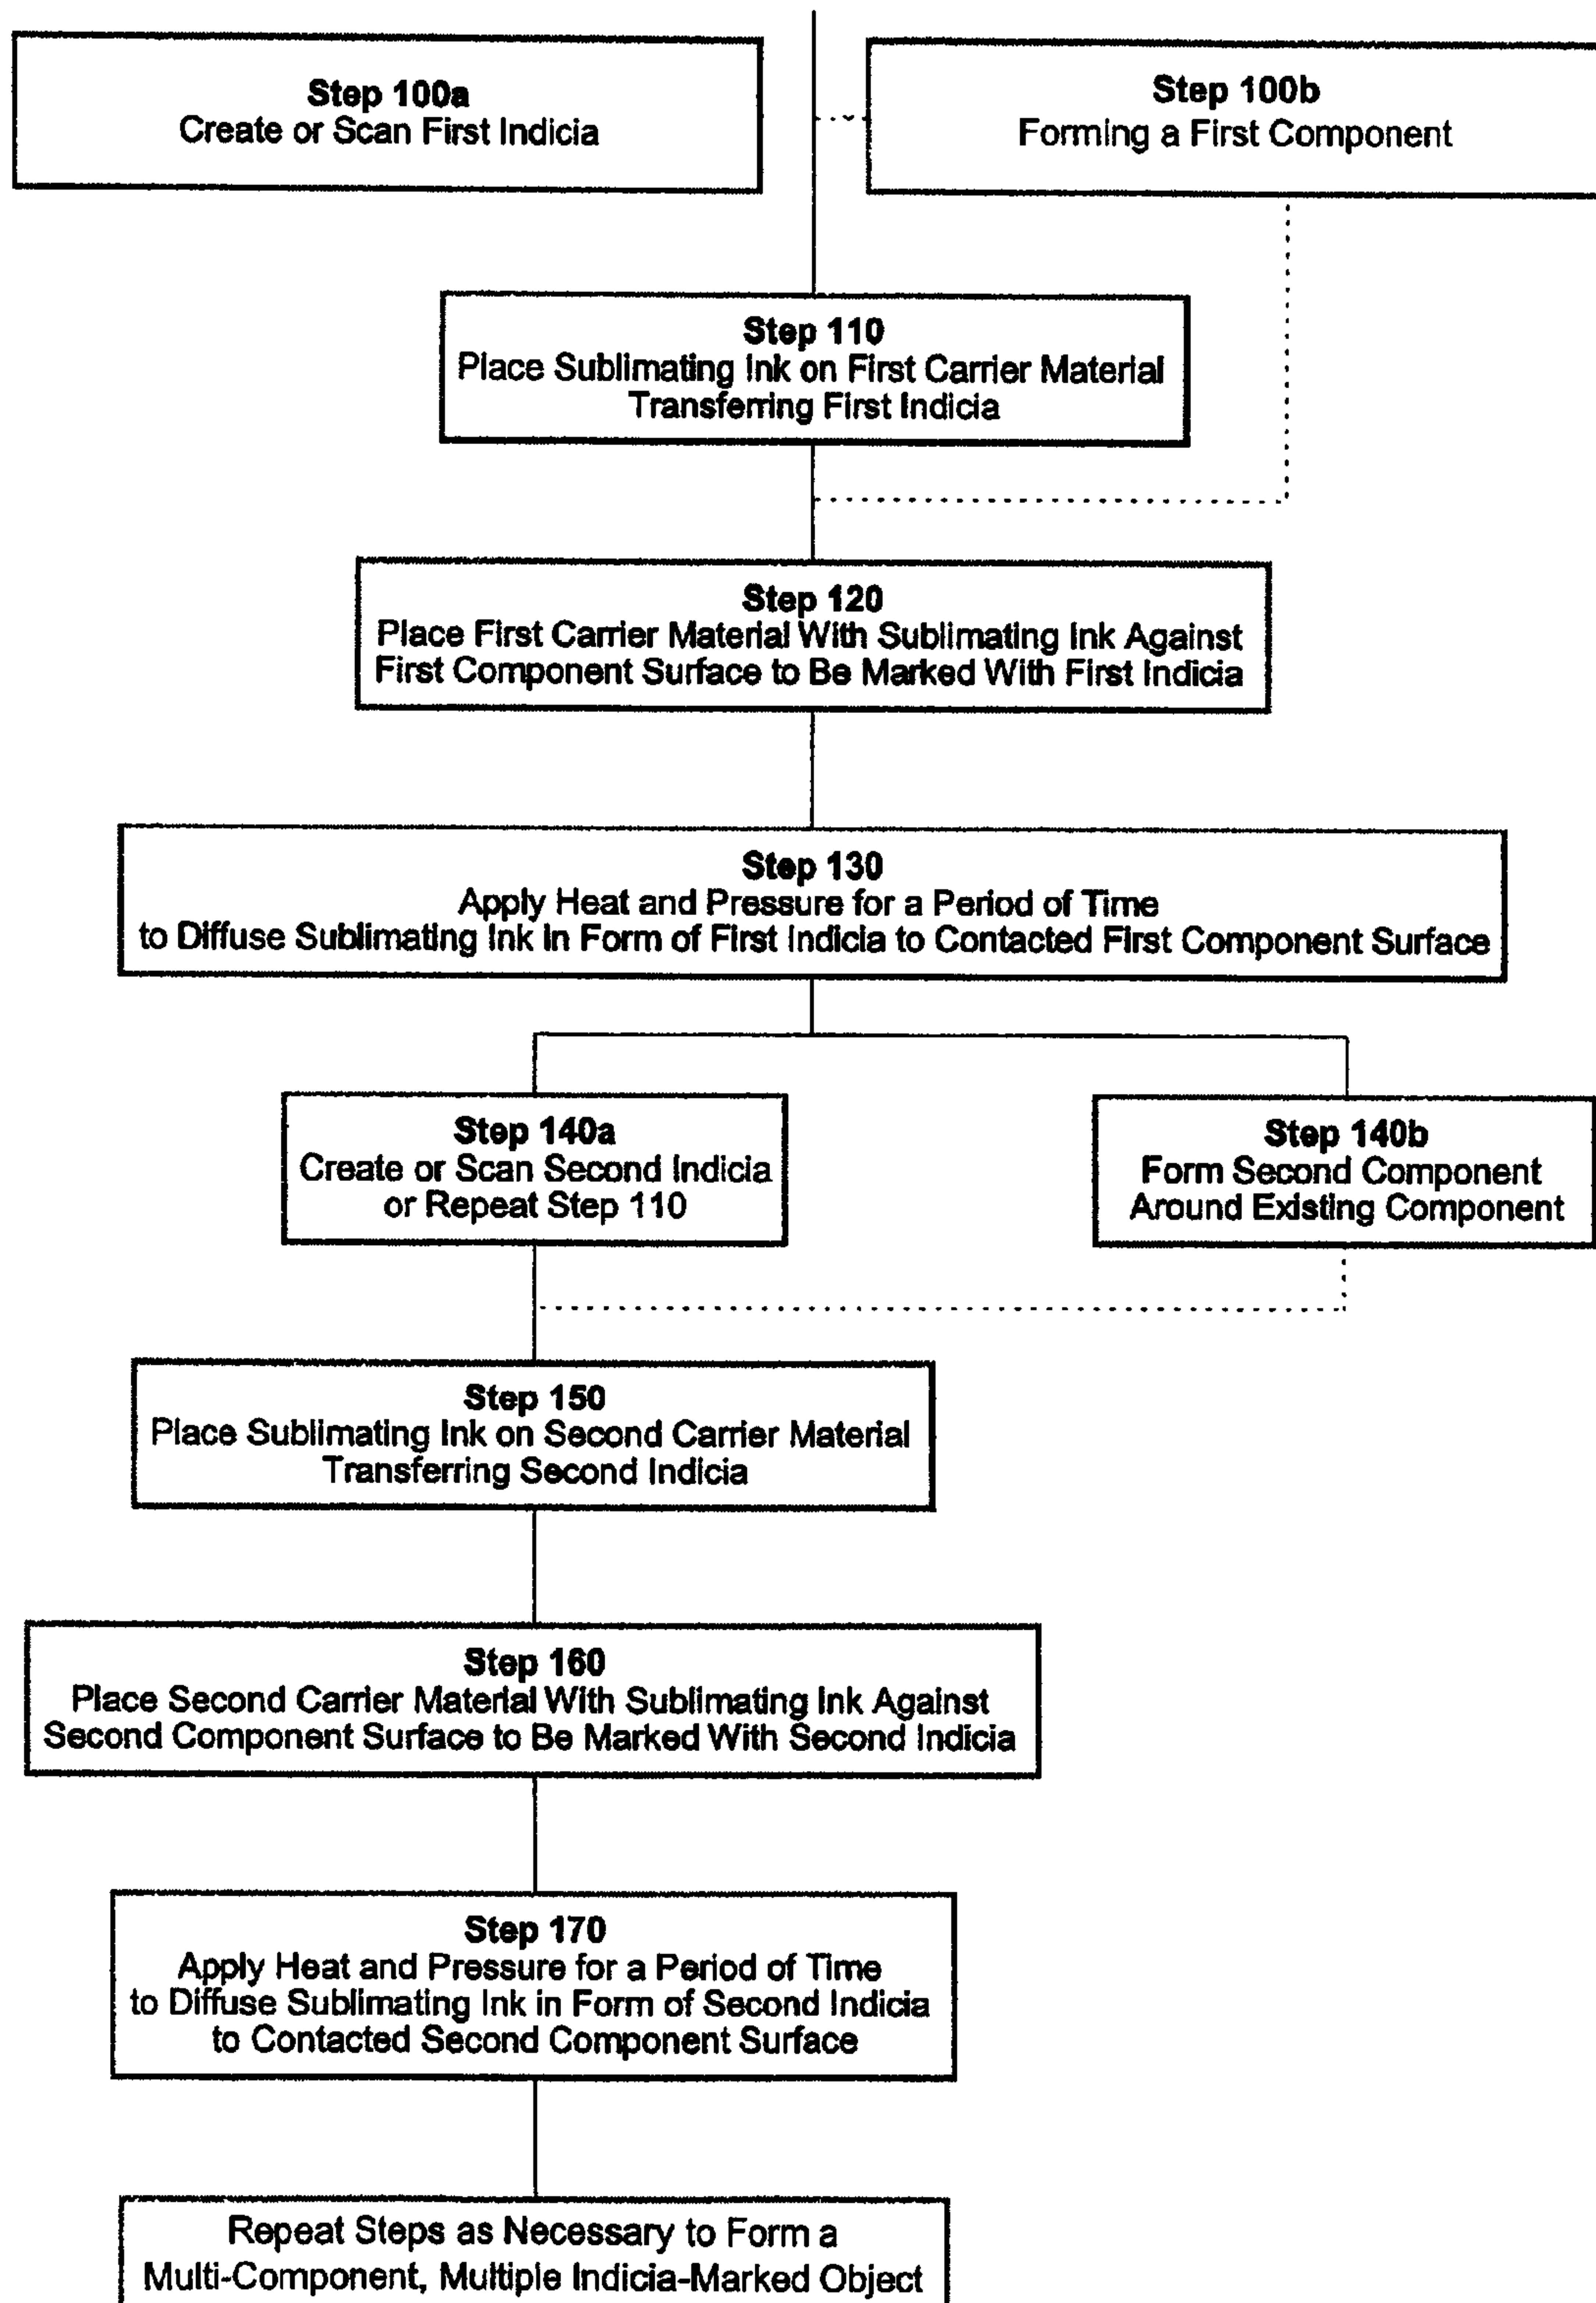 Step 100a
Create or Scan First Indicia
Step 100b
Forming a First Component
Step 110
Place Sublimating Ink on First Carrier Material
Transferring First Indicia
Step 120
Place First Carrier Material With Sublimating Ink Against
First Component Surface to Be Marked With First Indicia
Step 130
Apply Heat and Pressure for a Period of Time
to Diffuse Sublimating Ink in Form of First Indicia to Contacted First Component Surface
Step 140a
Create or Scan Second Indicia
or Repeat Step 110
Step 140b
Form Second Component
Around Existing Component
Step 150
Place Sublimating Ink on Second Carrier Material
Transferring Second Indicia
Step 160
Place Second Carrier Material With Sublimating Ink Against
Second Component Surface to Be Marked With Second Indicia
Step 170
Apply Heat and Pressure for a Period of Time
to Diffuse Sublimating Ink in Form of Second Indicia
to Contacted Second Component Surface
Repeat Steps as Necessary to Form a
Multi-Component, Multiple Indicia-Marked Object